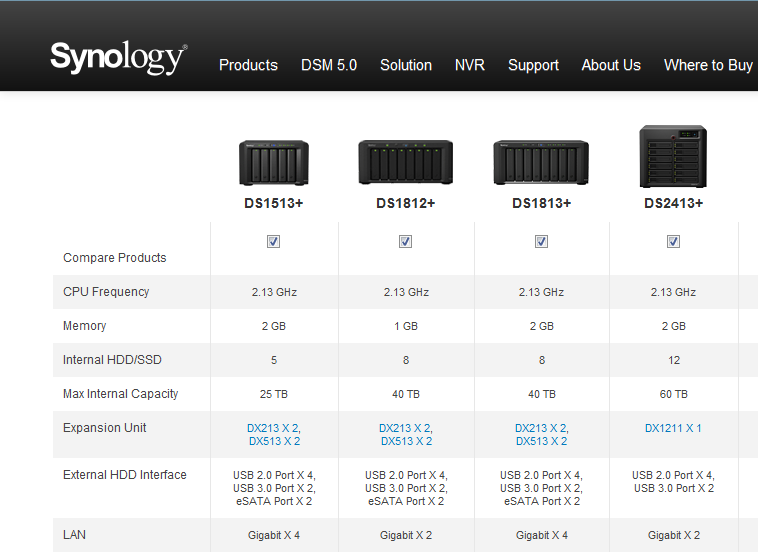 Synology®
Products DSM 5.0 Solution NVR Support About Us Where to Buy
DS1513+ DS1812+ DS1813+ DS2413+
Compare Products
CPU Frequency 2.13 GHz 2.13 GHz 2.13 GHz 2.13 GHz
Memory 2 GB 1 GB 2 GB 2 GB
Internal HDD/SSD 5 8 8 12
Max Internal Capacity 25 TB 40 TB 40 TB 60 TB
Expansion Unit DX213 X 2, DX213 X 2, DX213 X 2, DX1211 X 1
DX513 X 2 DX513 X 2 DX513 X 2
External HDD Interface USB 2.0 Port X 4, USB 2.0 Port X 4, USB 2.0 Port X 4, USB 2.0 Port X 4,
USB 3.0 Port X 2, USB 3.0 Port X 2, USB 3.0 Port X 2, USB 3.0 Port X 2
eSATA Port X 2 eSATA Port X 2 eSATA Port X 2
LAN Gigabit X 4 Gigabit X 2 Gigabit X 4 Gigabit X 2